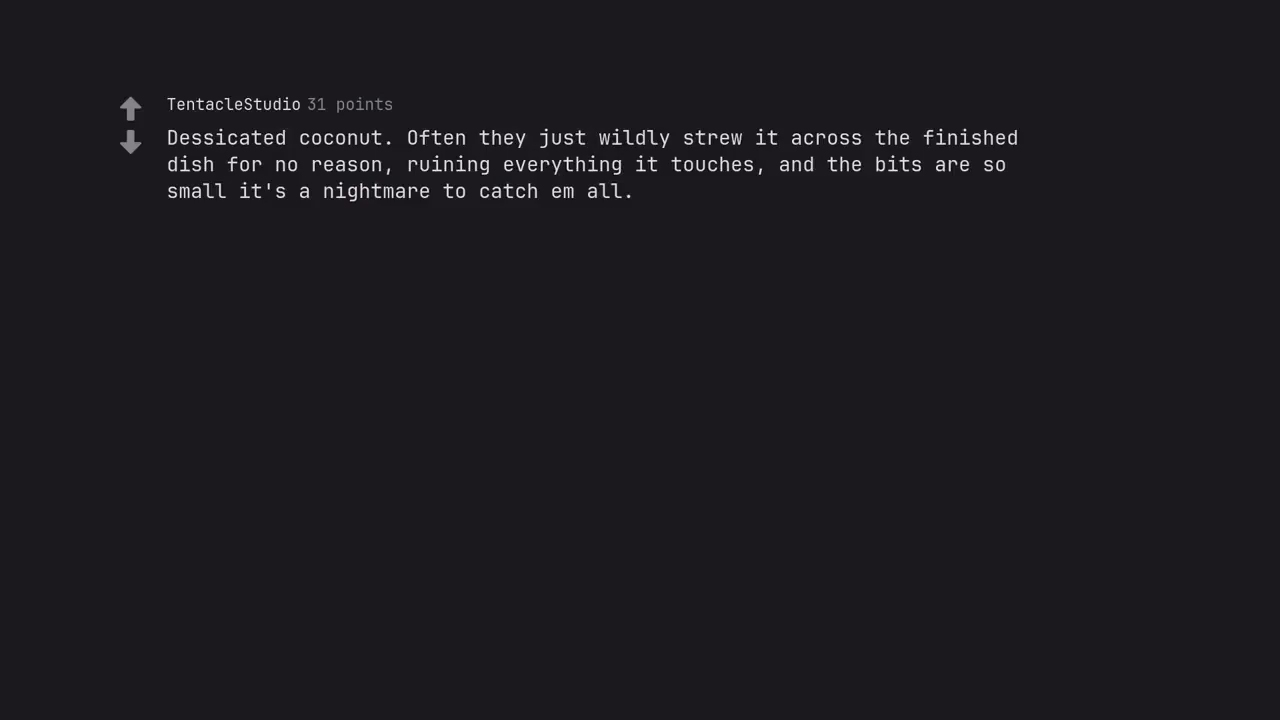 TentacleStudio 31 points
Dessicated coconut. Often they just wildly strew it across the finished
dish for no reason, ruining everything it touches, and the bits are so
small it's a nightmare to catch em all.